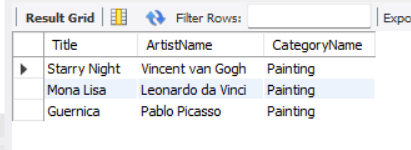 Result Grid Filter Rows: Expo
Title ArtistName CategoryName
Starry Night Vincent van Gogh Painting
Mona Lisa Leonardo da Vinci Painting
Guernica Pablo Picasso Painting